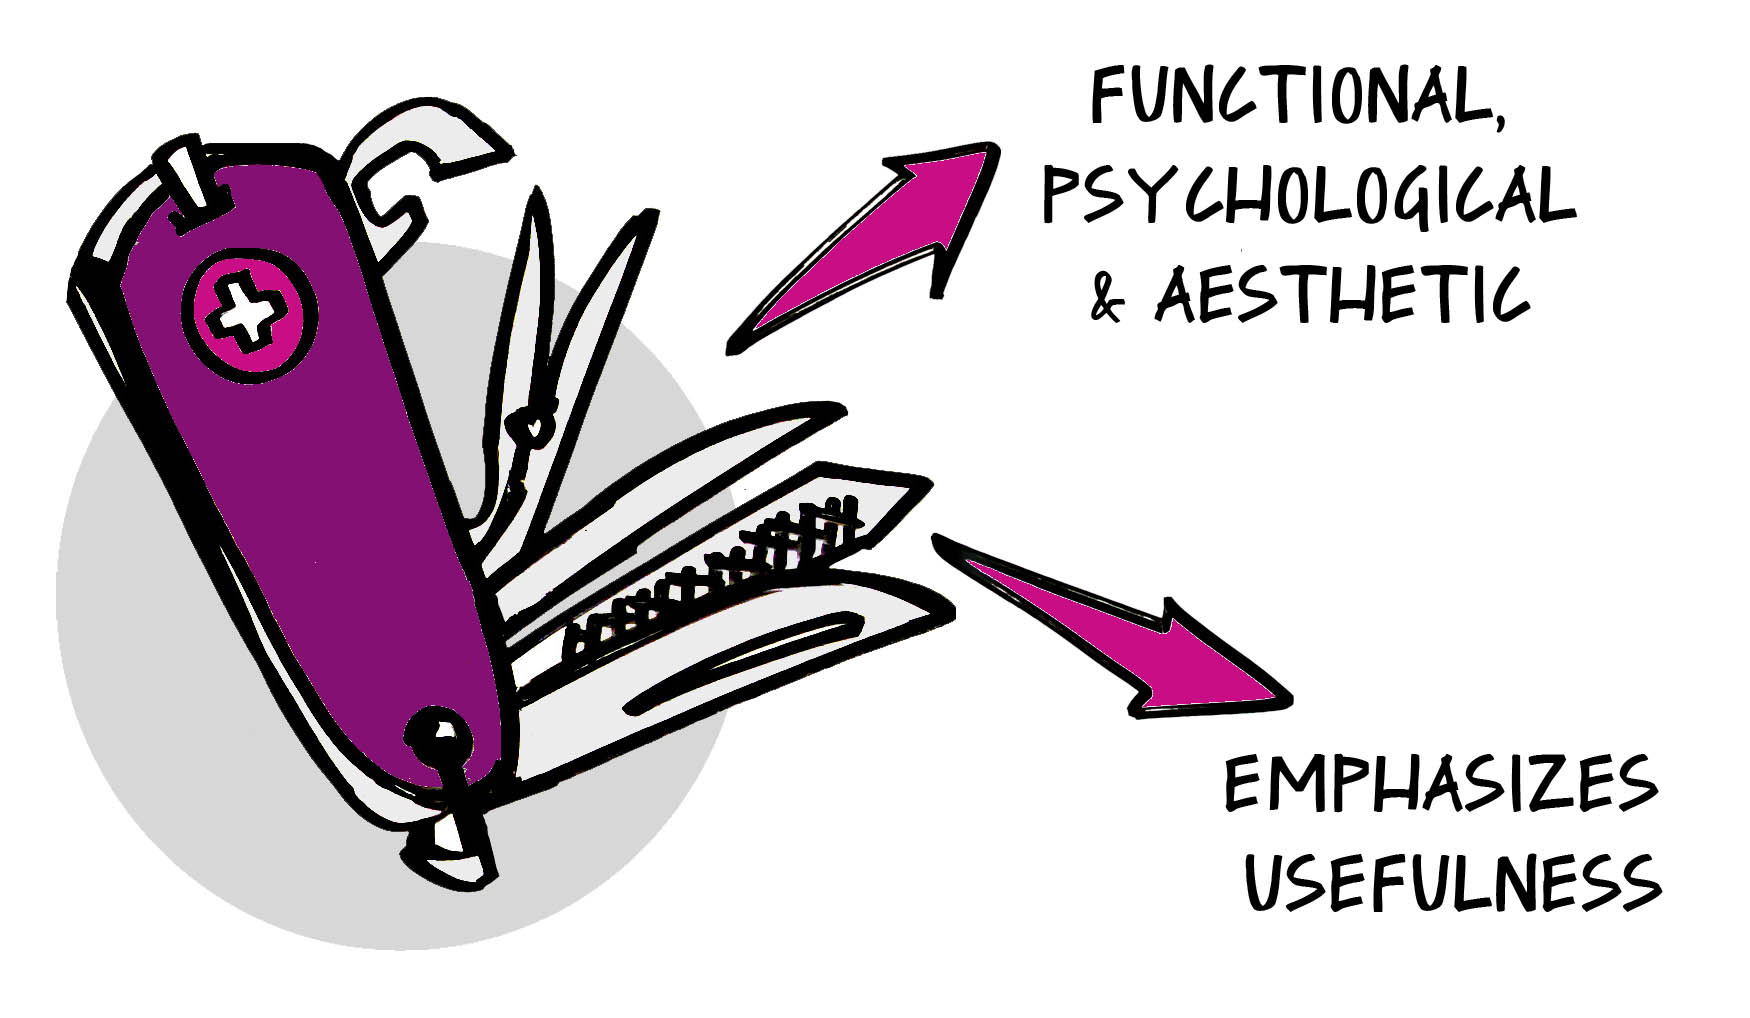 FUNCTIONAL,
PSYCHOLOGICAL
& AESTHETIC
EMPHASIZES
USEFULNESS